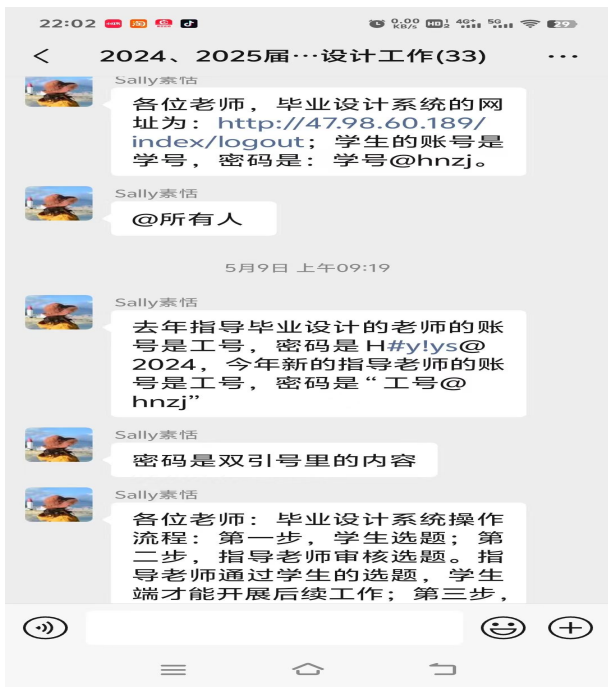 22:02
0.00 KB/s HD 4G+ 5G 29
2024、2025届···设计工作(33)
Sally素恬
各位老师，毕业设计系统的网
址为：http://47.98.60.189/
index/logout；学生的账号是
学号，密码是：学号@hnzj。
Sally素恬
@所有人
5月9日 上午09:19
Sally素恬
去年指导毕业设计的老师的账
号是工号，密码是H#y!ys@
2024，今年新的指导老师的账
号是工号，密码是“工号@
hnzj”
Sally素恬
密码是双引号里的内容
Sally素恬
各位老师：毕业设计系统操作
流程：第一步，学生选题；第
二步，指导老师审核选题。指
导老师通过学生的选题，学生
端才能开展后续工作；第三步，